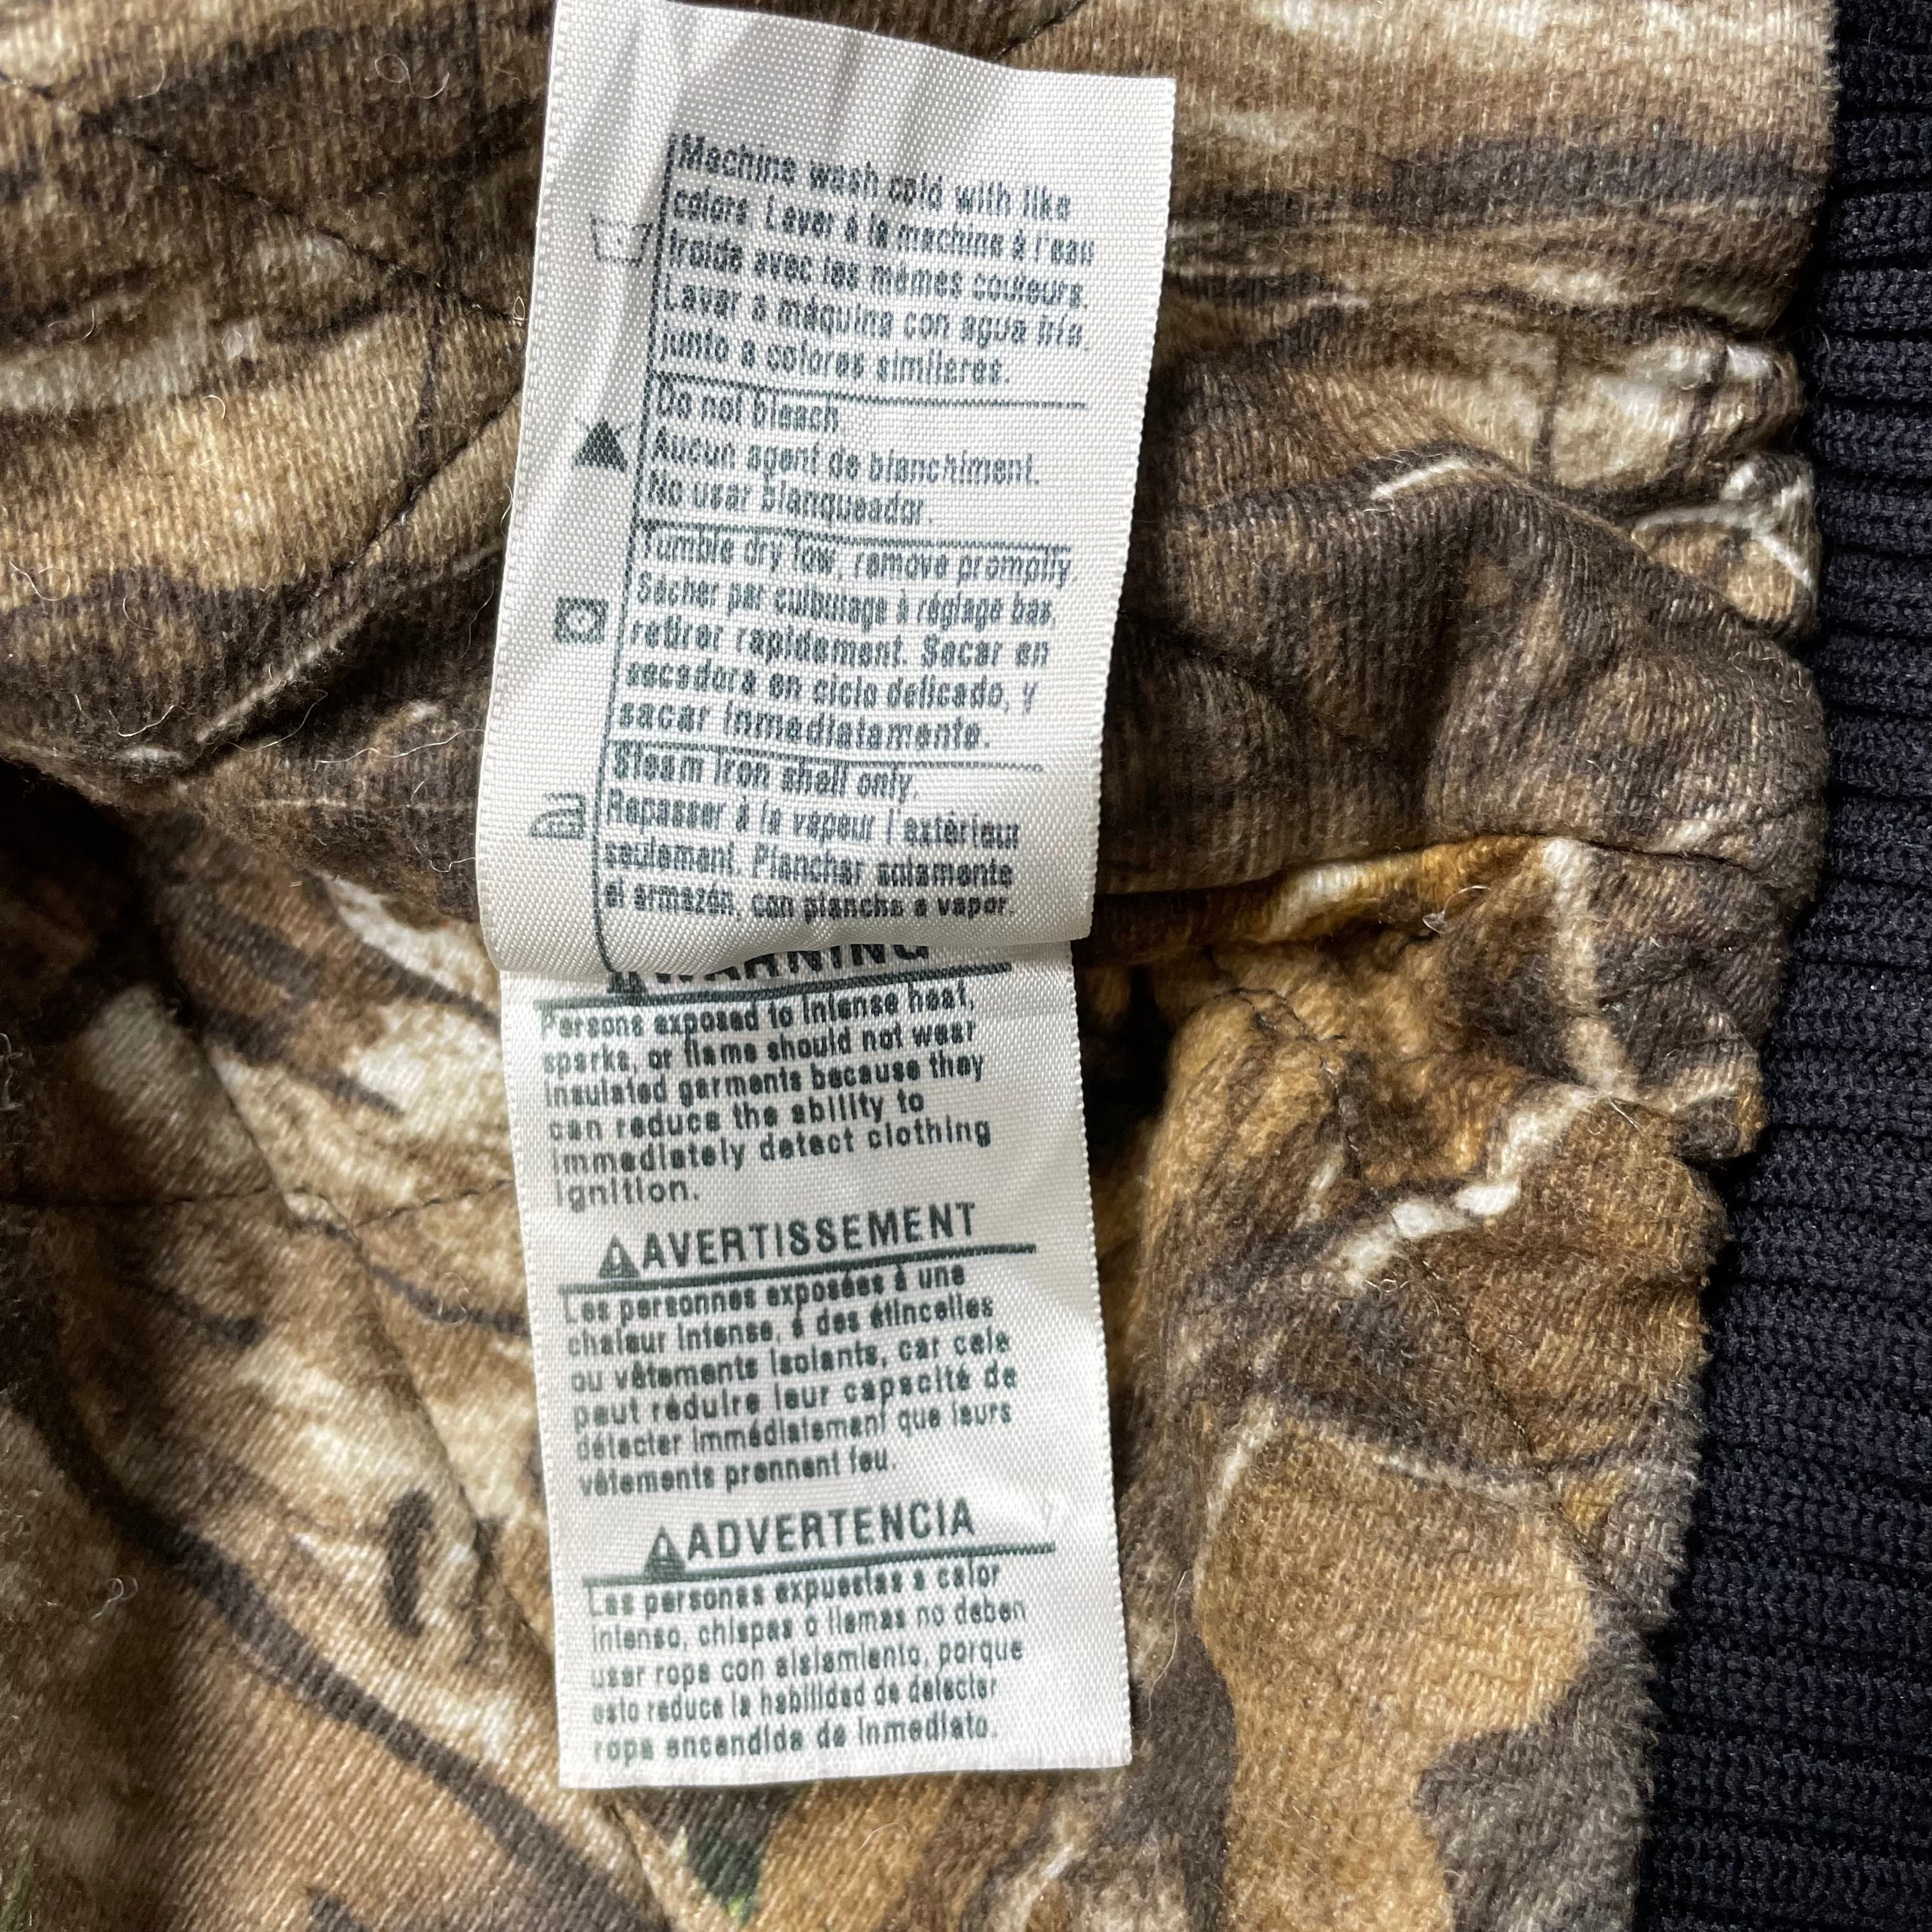 Machine wash cold with like
colors. Laver à la machine à l'eau
froide avec les mêmes couleurs.
Lavar a máquina con agua fría,
junto a colores similares.
Do not bleach
Aucun agent de blanchiment.
No usar blanqueador.
Tumble dry low, remove promptly
Sécher par culbutage à réglage bas,
retirer rapidement. Secar en
secadora en ciclo delicado, y
sacar inmediatamente.
Steam iron shell only.
Repasser à la vapeur l'extérieur
seulement. Planchar solamente
el armazón, con plancha a vapor.
WARNING
Persons exposed to intense heat,
sparks, or flame should not wear
insulated garments because they
can reduce the ability to
immediately detect clothing
ignition.
AVERTISSEMENT
Les personnes exposées à une
chaleur intense, à des étincelles
ou vêtements isolants, car cele
peut réduire leur capacité de
détecter immédiatement que leurs
vêtements prennent feu.
ADVERTENCIA
Las personas expuestas a calor
intenso, chispas o llamas no deben
usar ropa con aislamiento, porque
esto reduce la habilidad de detectar
ropa encendida de inmediato.